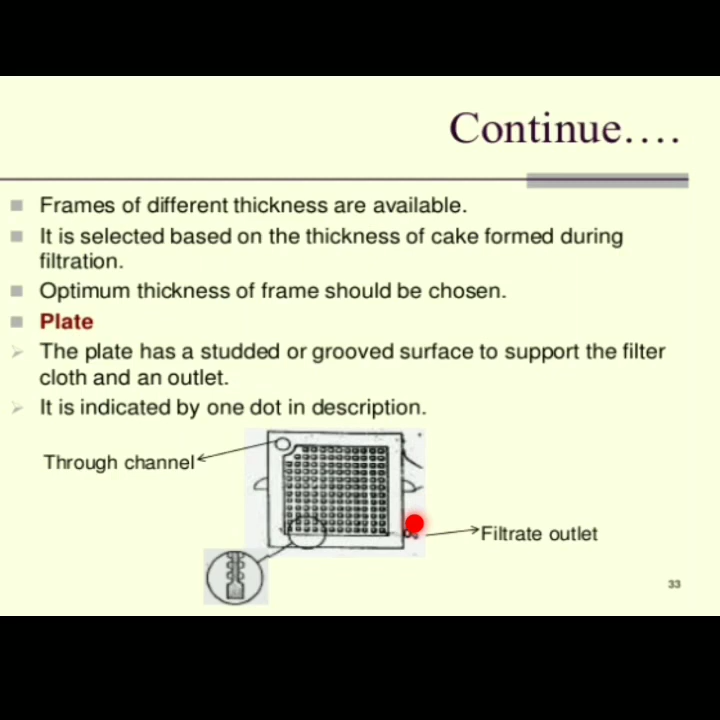 Continue….
Frames of different thickness are available.
It is selected based on the thickness of cake formed during
filtration.
Optimum thickness of frame should be chosen.
Plate
The plate has a studded or grooved surface to support the filter
cloth and an outlet.
It is indicated by one dot in description.
Through channel
Filtrate outlet
33